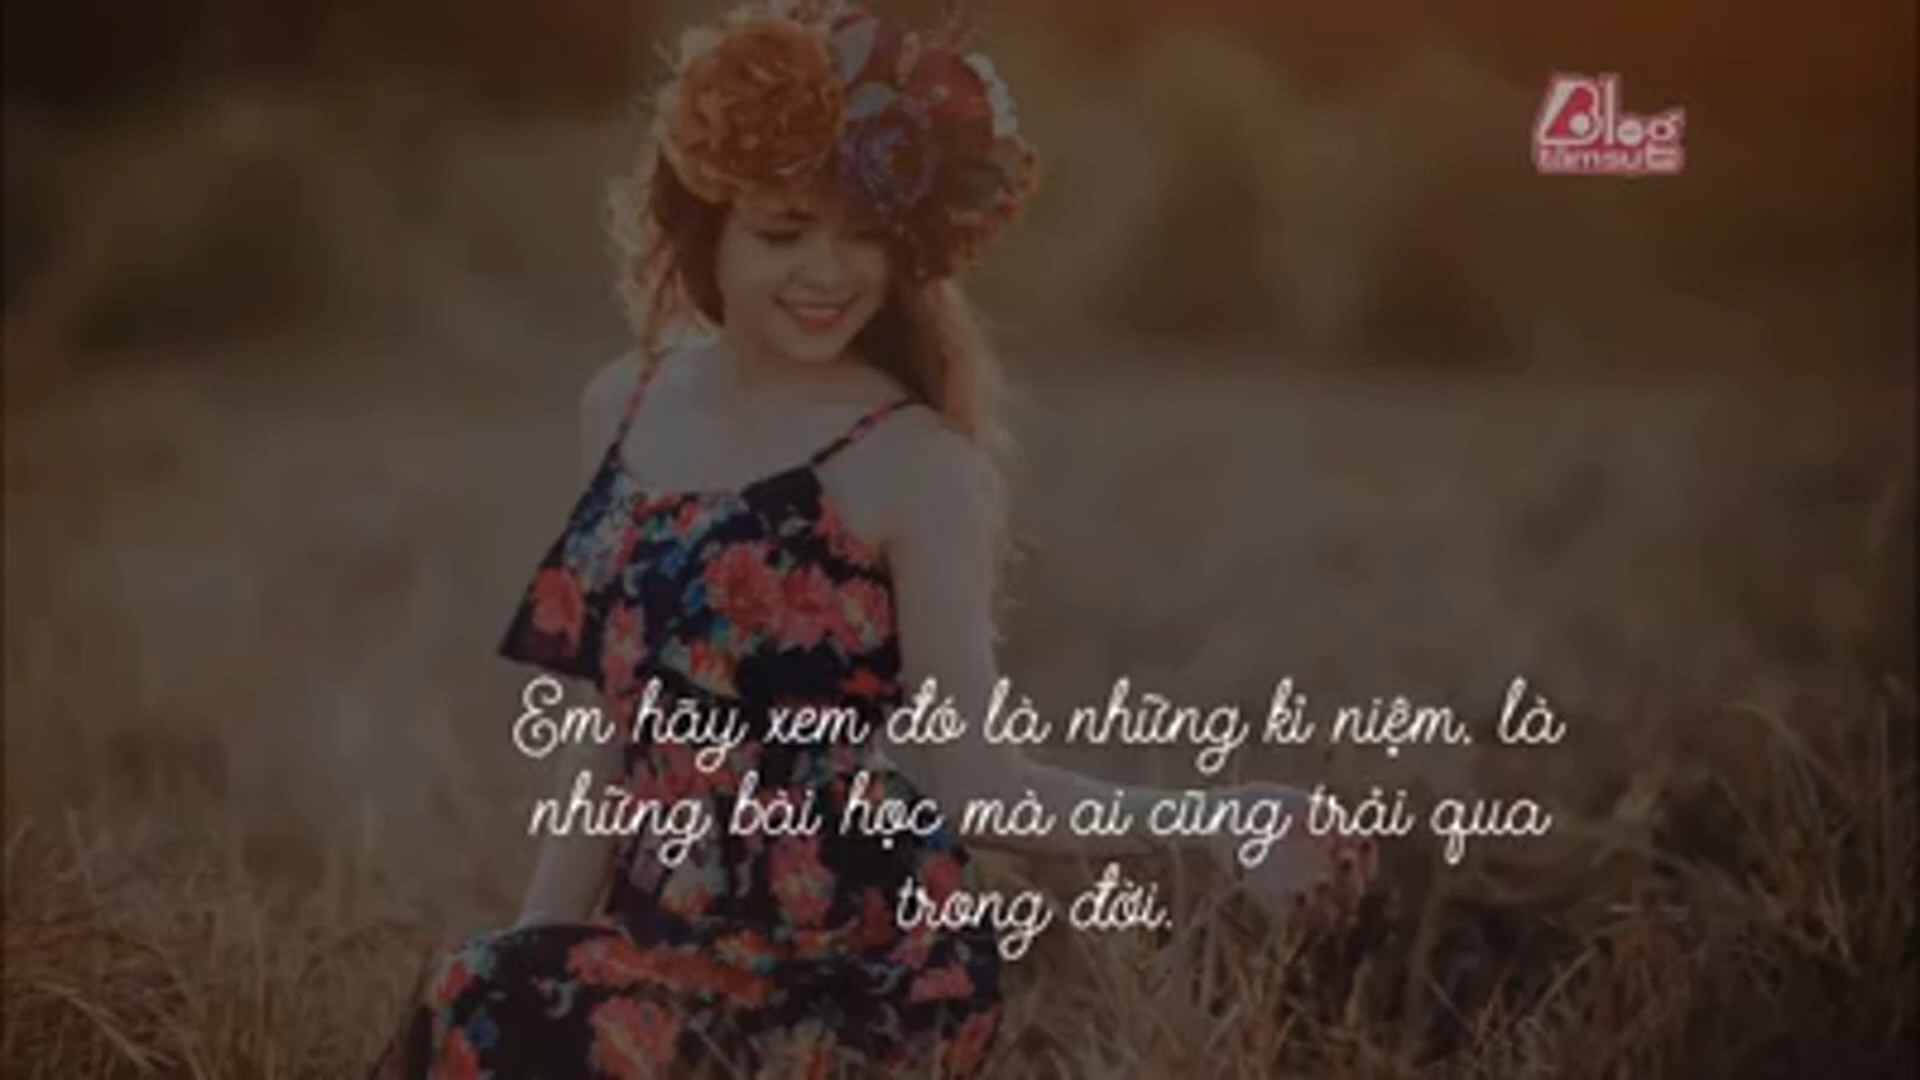 Blog
tâmsự
Em hãy xem đó là những kỉ niệm, là
những bài học mà ai cũng trải qua
trong đời.